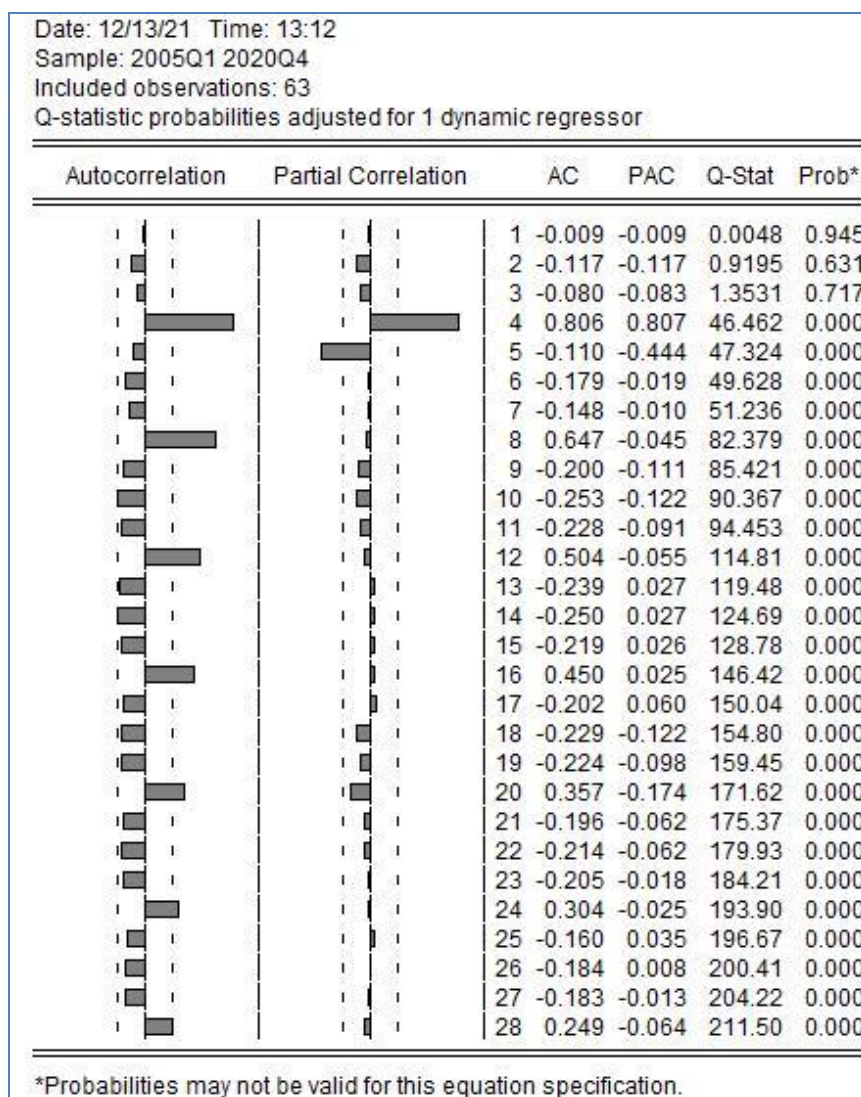 Date: 12/13/21 Time: 13:12
Sample: 2005Q1 2020Q4
Included observations: 63
Q-statistic probabilities adjusted for 1 dynamic regressor
Autocorrelation Partial Correlation AC PAC Q-Stat Prob*
1 -0.009 -0.009 0.0048 0.945
2 -0.117 -0.117 0.9195 0.631
3 -0.080 -0.083 1.3531 0.717
4 0.806 0.807 46.462 0.000
5 -0.110 -0.444 47.324 0.000
6 -0.179 -0.019 49.628 0.000
7 -0.148 -0.010 51.236 0.000
8 0.647 -0.045 82.379 0.000
9 -0.200 -0.111 85.421 0.000
10 -0.253 -0.122 90.367 0.000
11 -0.228 -0.091 94.453 0.000
12 0.504 -0.055 114.81 0.000
13 -0.239 0.027 119.48 0.000
14 -0.250 0.027 124.69 0.000
15 -0.219 0.026 128.78 0.000
16 0.450 0.025 146.42 0.000
17 -0.202 0.060 150.04 0.000
18 -0.229 -0.122 154.80 0.000
19 -0.224 -0.098 159.45 0.000
20 0.357 -0.174 171.62 0.000
21 -0.196 -0.062 175.37 0.000
22 -0.214 -0.062 179.93 0.000
23 -0.205 -0.018 184.21 0.000
24 0.304 -0.025 193.90 0.000
25 -0.160 0.035 196.67 0.000
26 -0.184 0.008 200.41 0.000
27 -0.183 -0.013 204.22 0.000
28 0.249 -0.064 211.50 0.000
*Probabilities may not be valid for this equation specification.